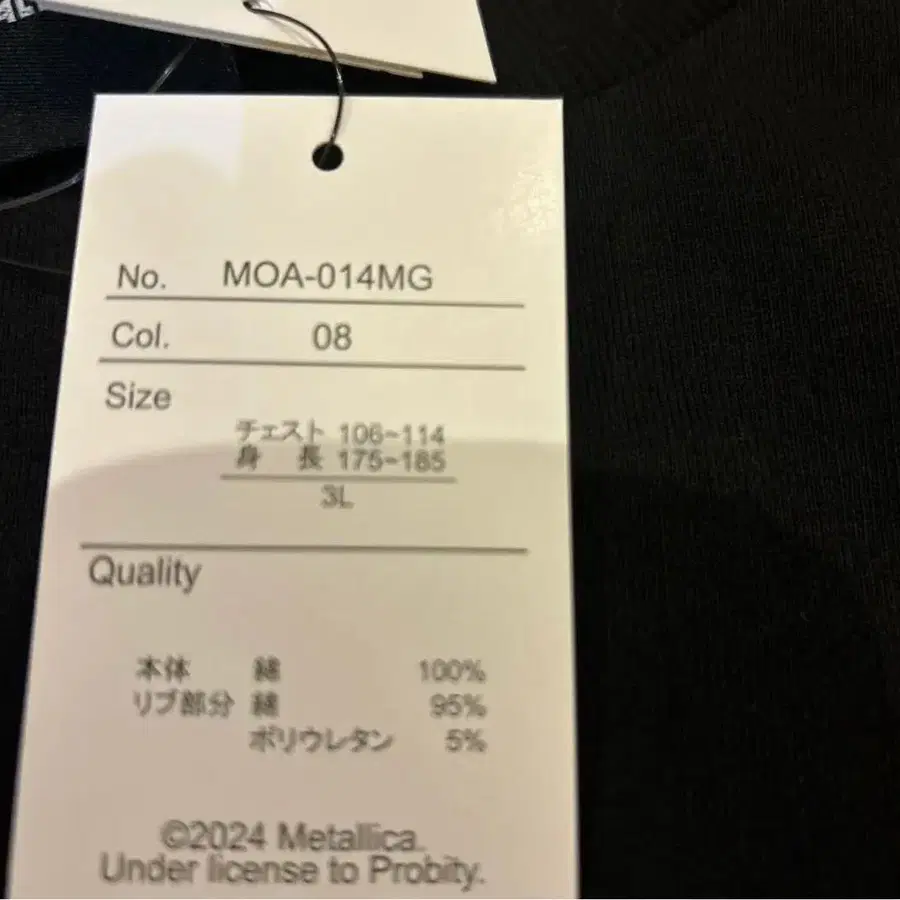 No. MOA-014MG
Col. 08
Size
チェスト 106~114
身 長 175~185
3L
Quality
本体 綿 100%
リブ部分 綿 95%
ポリウレタン 5%
©2024 Metallica.
Under license to Probity.